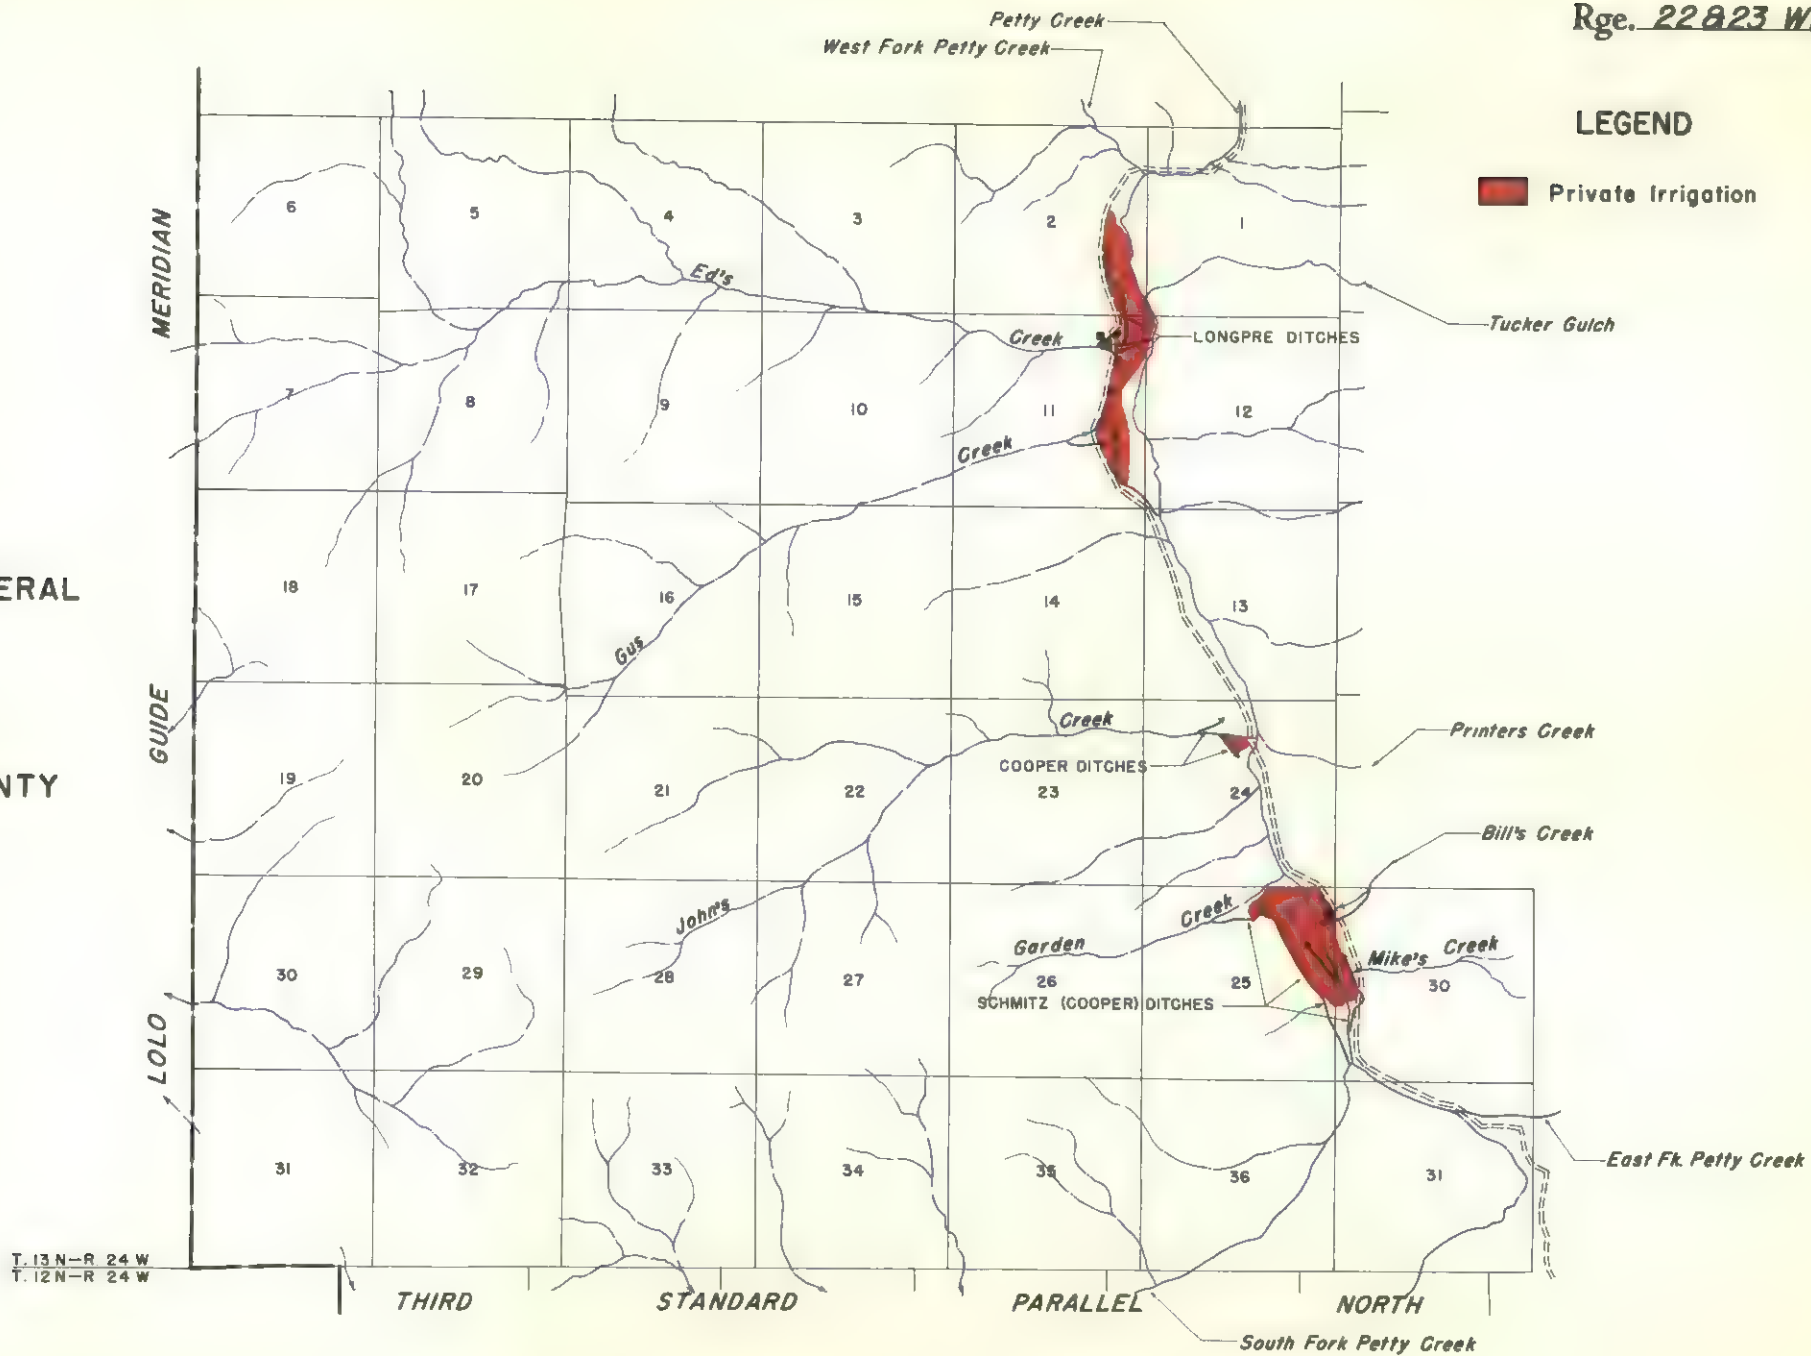 Petty Creek
Rge. 22&23 W.
West Fork Petty Creek
LEGEND
Private Irrigation
MERIDIAN
6
5
4
3
2
1
Ed's
Creek
LONGPRE DITCHES
Tucker Gulch
7
8
9
10
11
12
Creek
ERAL
18
17
16
15
14
13
Gus
GUIDE
Creek
Printers Creek
COOPER DITCHES
NTY
19
20
21
22
23
24
Bill's Creek
John's
Creek
Garden
Mike's Creek
30
29
28
27
26
25
30
SCHMITZ (COOPER) DITCHES
LOLO
31
32
33
34
35
36
31
East Fk. Petty Creek
T. 13 N-R 24 W
T. 12 N-R 24 W
THIRD STANDARD PARALLEL NORTH
South Fork Petty Creek